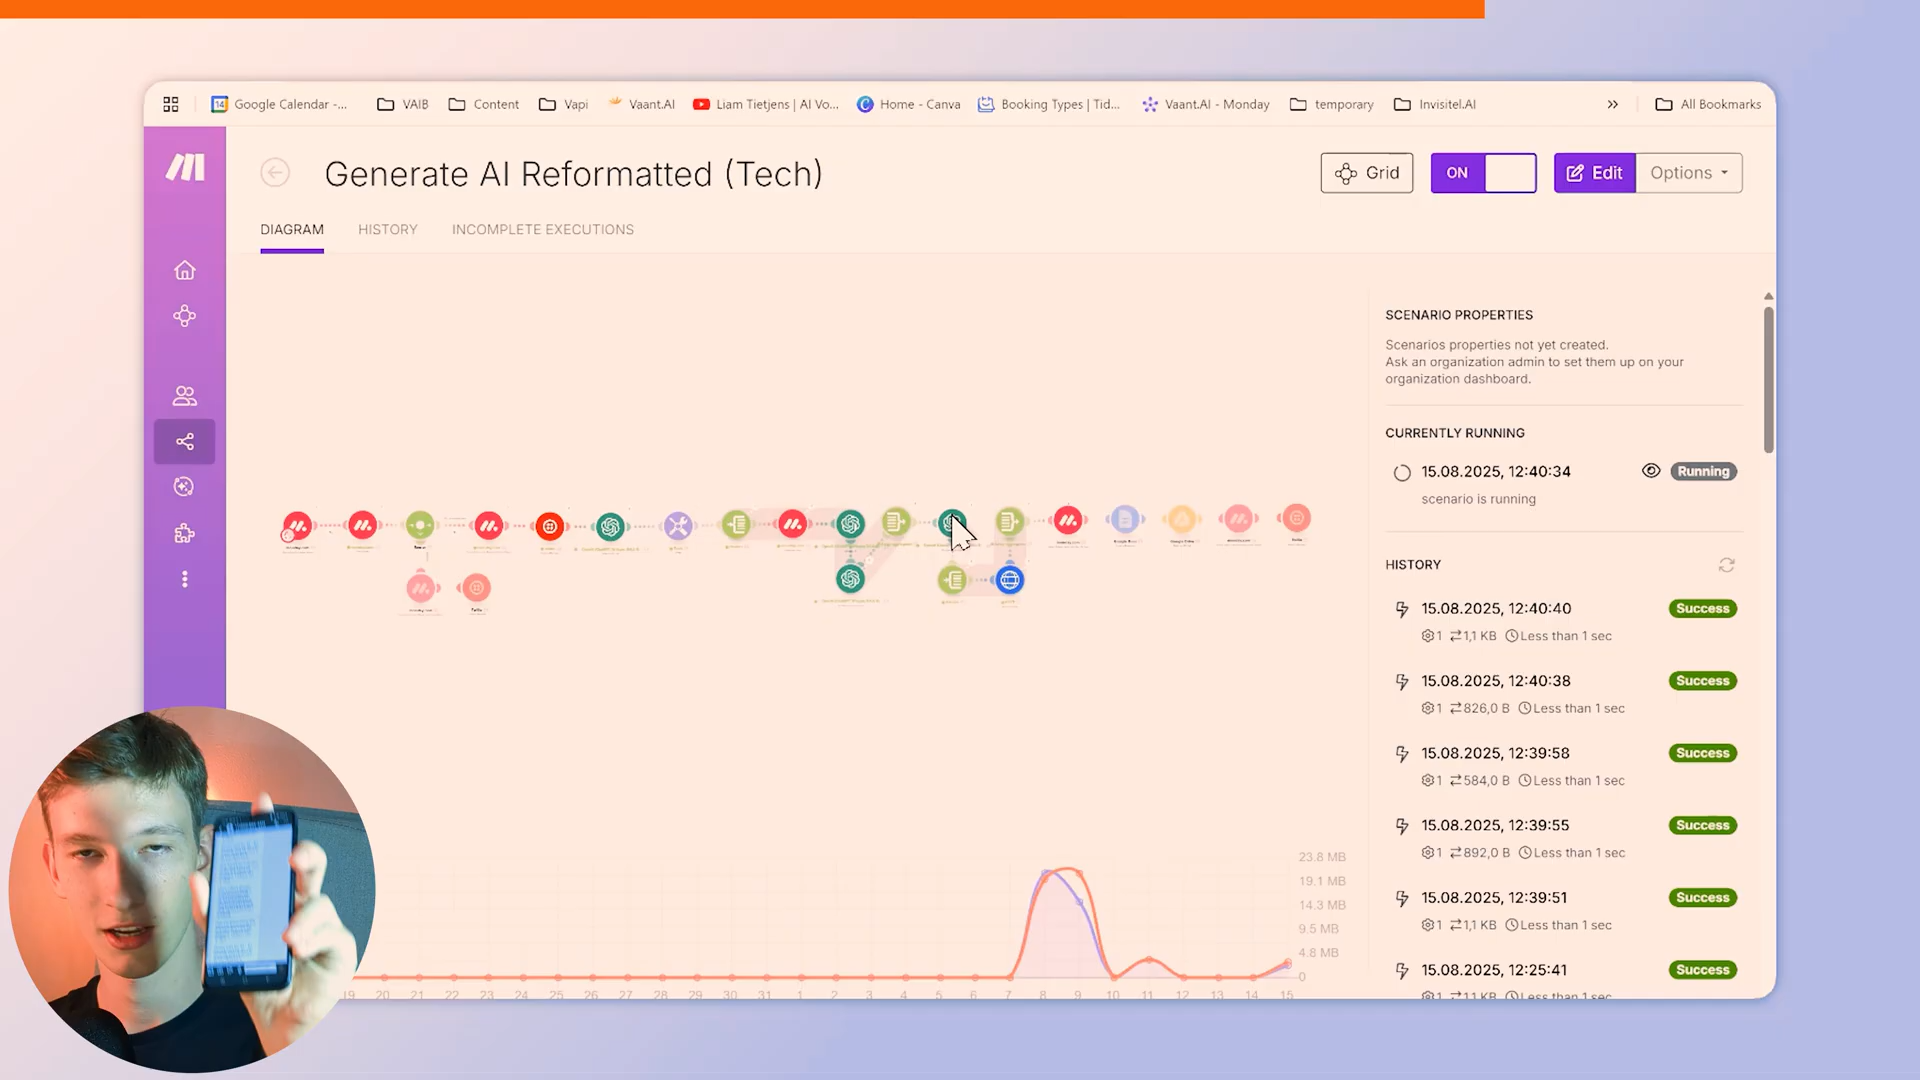 Google Calendar -...
VAIB
Content
Vapi
Vaant.AI
Liam Tietjens | AI Vo...
Home - Canva
Booking Types | Tid...
Vaant.AI - Monday
temporary
Invisitel.AI
»
All Bookmarks
Generate AI Reformatted (Tech)
Grid
ON
Edit
Options
DIAGRAM
HISTORY
INCOMPLETE EXECUTIONS
SCENARIO PROPERTIES
Scenarios properties not yet created.
Ask an organization admin to set them up on your
organization dashboard.
CURRENTLY RUNNING
15.08.2025, 12:40:34
Running
scenario is running
HISTORY
15.08.2025, 12:40:40
Success
1 1,1 KB Less than 1 sec
15.08.2025, 12:40:38
Success
1 826,0 B Less than 1 sec
15.08.2025, 12:39:58
Success
1 584,0 B Less than 1 sec
15.08.2025, 12:39:55
Success
1 892,0 B Less than 1 sec
15.08.2025, 12:39:51
Success
1 1,1 KB Less than 1 sec
15.08.2025, 12:25:41
Success
1 1,1 KB Less than 1 sec
23.8 MB
19.1 MB
14.3 MB
9.5 MB
4.8 MB
0
19 20 21 22 23 24 25 26 27 28 29 30 31 1 2 3 4 5 6 7 8 9 10 11 12 13 14 15